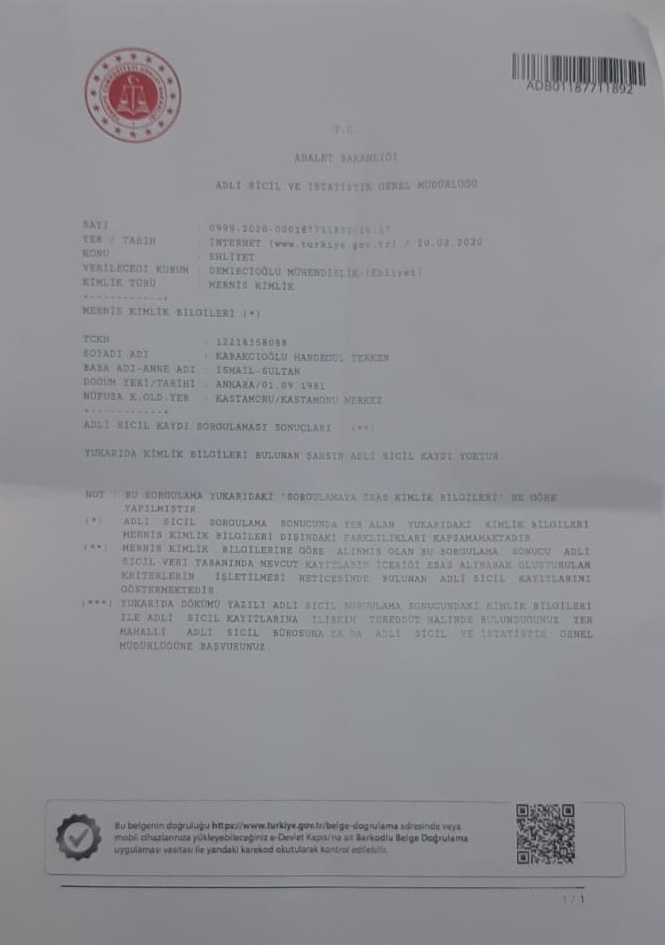 ADB01187711892
T.C.
ADALET BAKANLIĞI
ADLİ SİCİL VE İSTATİSTİK GENEL MÜDÜRLÜĞÜ
SAYI :
YER / TARİH : İNTERNET (www.turkiye.gov.tr) / 20.02.2020
KONU : EHLİYET
VERİLECEĞİ KURUM : DEMİRCİOĞLU MÜHENDİSLİK-[Ehliyet]
KİMLİK TÜRÜ : MERNİS KİMLİK
MERNİS KİMLİK BİLGİLERİ (*)
TCKN : 12218358088
SOYADI ADI : KABAKCIOĞLU HANDEGÜL TERKEN
BABA ADI-ANNE ADI : İSMAİL-SULTAN
DOĞUM YERİ/TARİHİ : ANKARA/01.09.1981
NÜFUSA K.OLD.YER : KASTAMONU/KASTAMONU MERKEZ
ADLİ SİCİL KAYDI SORGULAMASI SONUÇLARI : (**)
YUKARIDA KİMLİK BİLGİLERİ BULUNAN ŞAHSIN ADLİ SİCİL KAYDI YOKTUR.
NOT : BU SORGULAMA YUKARIDAKİ 'SORGULAMAYA ESAS KİMLİK BİLGİLERİ' NE GÖRE
YAPILMIŞTIR.
(*) ADLİ SİCİL SORGULAMA SONUCUNDA YER ALAN YUKARIDAKİ KİMLİK BİLGİLERİ
MERNİS KİMLİK BİLGİLERİ DIŞINDAKİ FARKLILIKLARI KAPSAMAMAKTADIR.
(**) MERNİS KİMLİK BİLGİLERİNE GÖRE ALINMIŞ OLAN BU SORGULAMA SONUCU ADLİ
SİCİL VERİ TABANINDA MEVCUT KAYITLARIN İÇERİĞİ ESAS ALINARAK OLUŞTURULAN
KRİTERLERİN İŞLETİLMESİ NETİCESİNDE BULUNAN ADLİ SİCİL KAYITLARINI
GÖSTERMEKTEDİR.
(***) YUKARIDA DÖKÜMÜ YAZILI ADLİ SİCİL SORGULAMA SONUCUNDAKİ KİMLİK BİLGİLERİ
İLE ADLİ SİCİL KAYITLARINA İLİŞKİN TEREDDÜT HALİNDE BULUNDUĞUNUZ YER
MAHALLİ ADLİ SİCİL BÜROSUNA YA DA ADLİ SİCİL VE İSTATİSTİK GENEL
MÜDÜRLÜĞÜNE BAŞVURUNUZ.
Bu belgenin doğruluğu https://www.turkiye.gov.tr/belge-dogrulama adresinde veya
mobil cihazlarınıza yükleyebileceğiniz e-Devlet Kapısı'na ait Barkodlu Belge Doğrulama
uygulaması vasıtası ile yandaki karekod okutularak kontrol edilebilir.
1 / 1